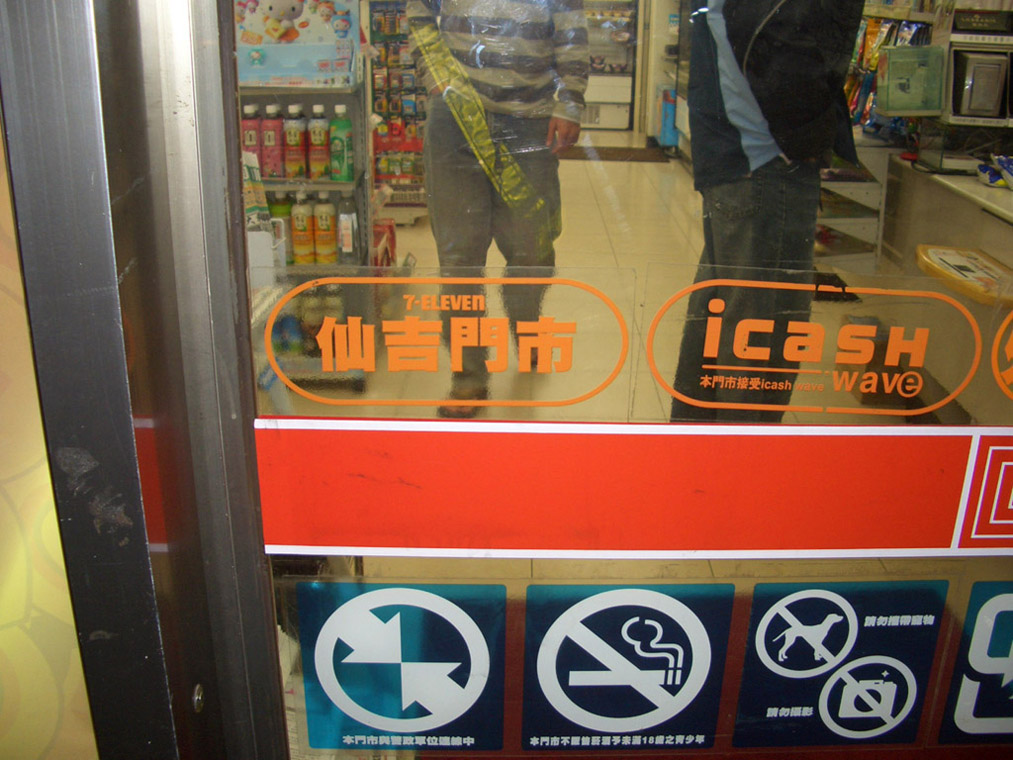 7-ELEVEN
仙吉門市
icash
wave
本門市接受icash wave
請勿攜帶寵物
請勿攝影
本門市與警政單位連線中
本門市不販售菸酒予未滿18歲之青少年